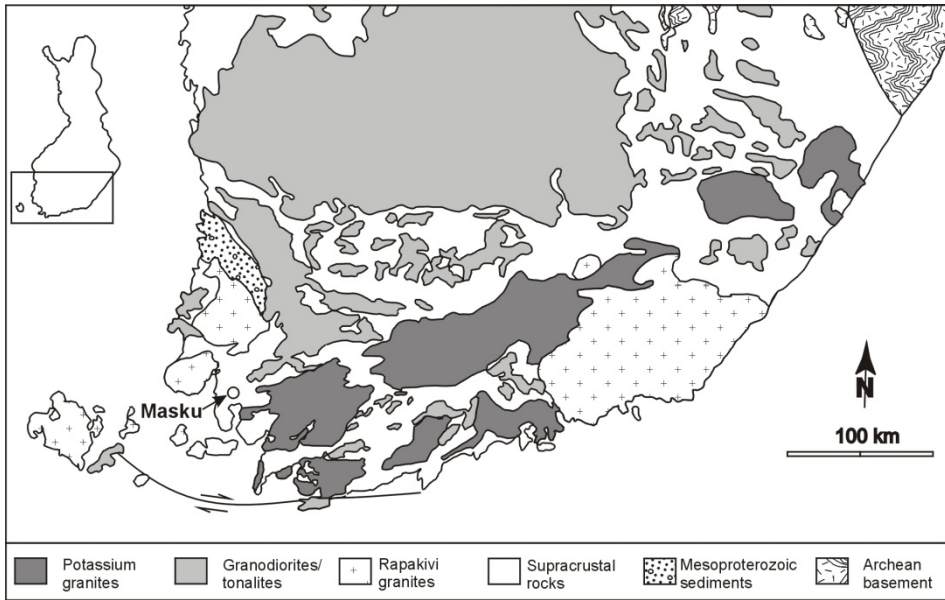 Masku
N
100 km
Potassium
granites
Granodiorites/
tonalites
Rapakivi
granites
Supracrustal
rocks
Mesoproterozoic
sediments
Archean
basement